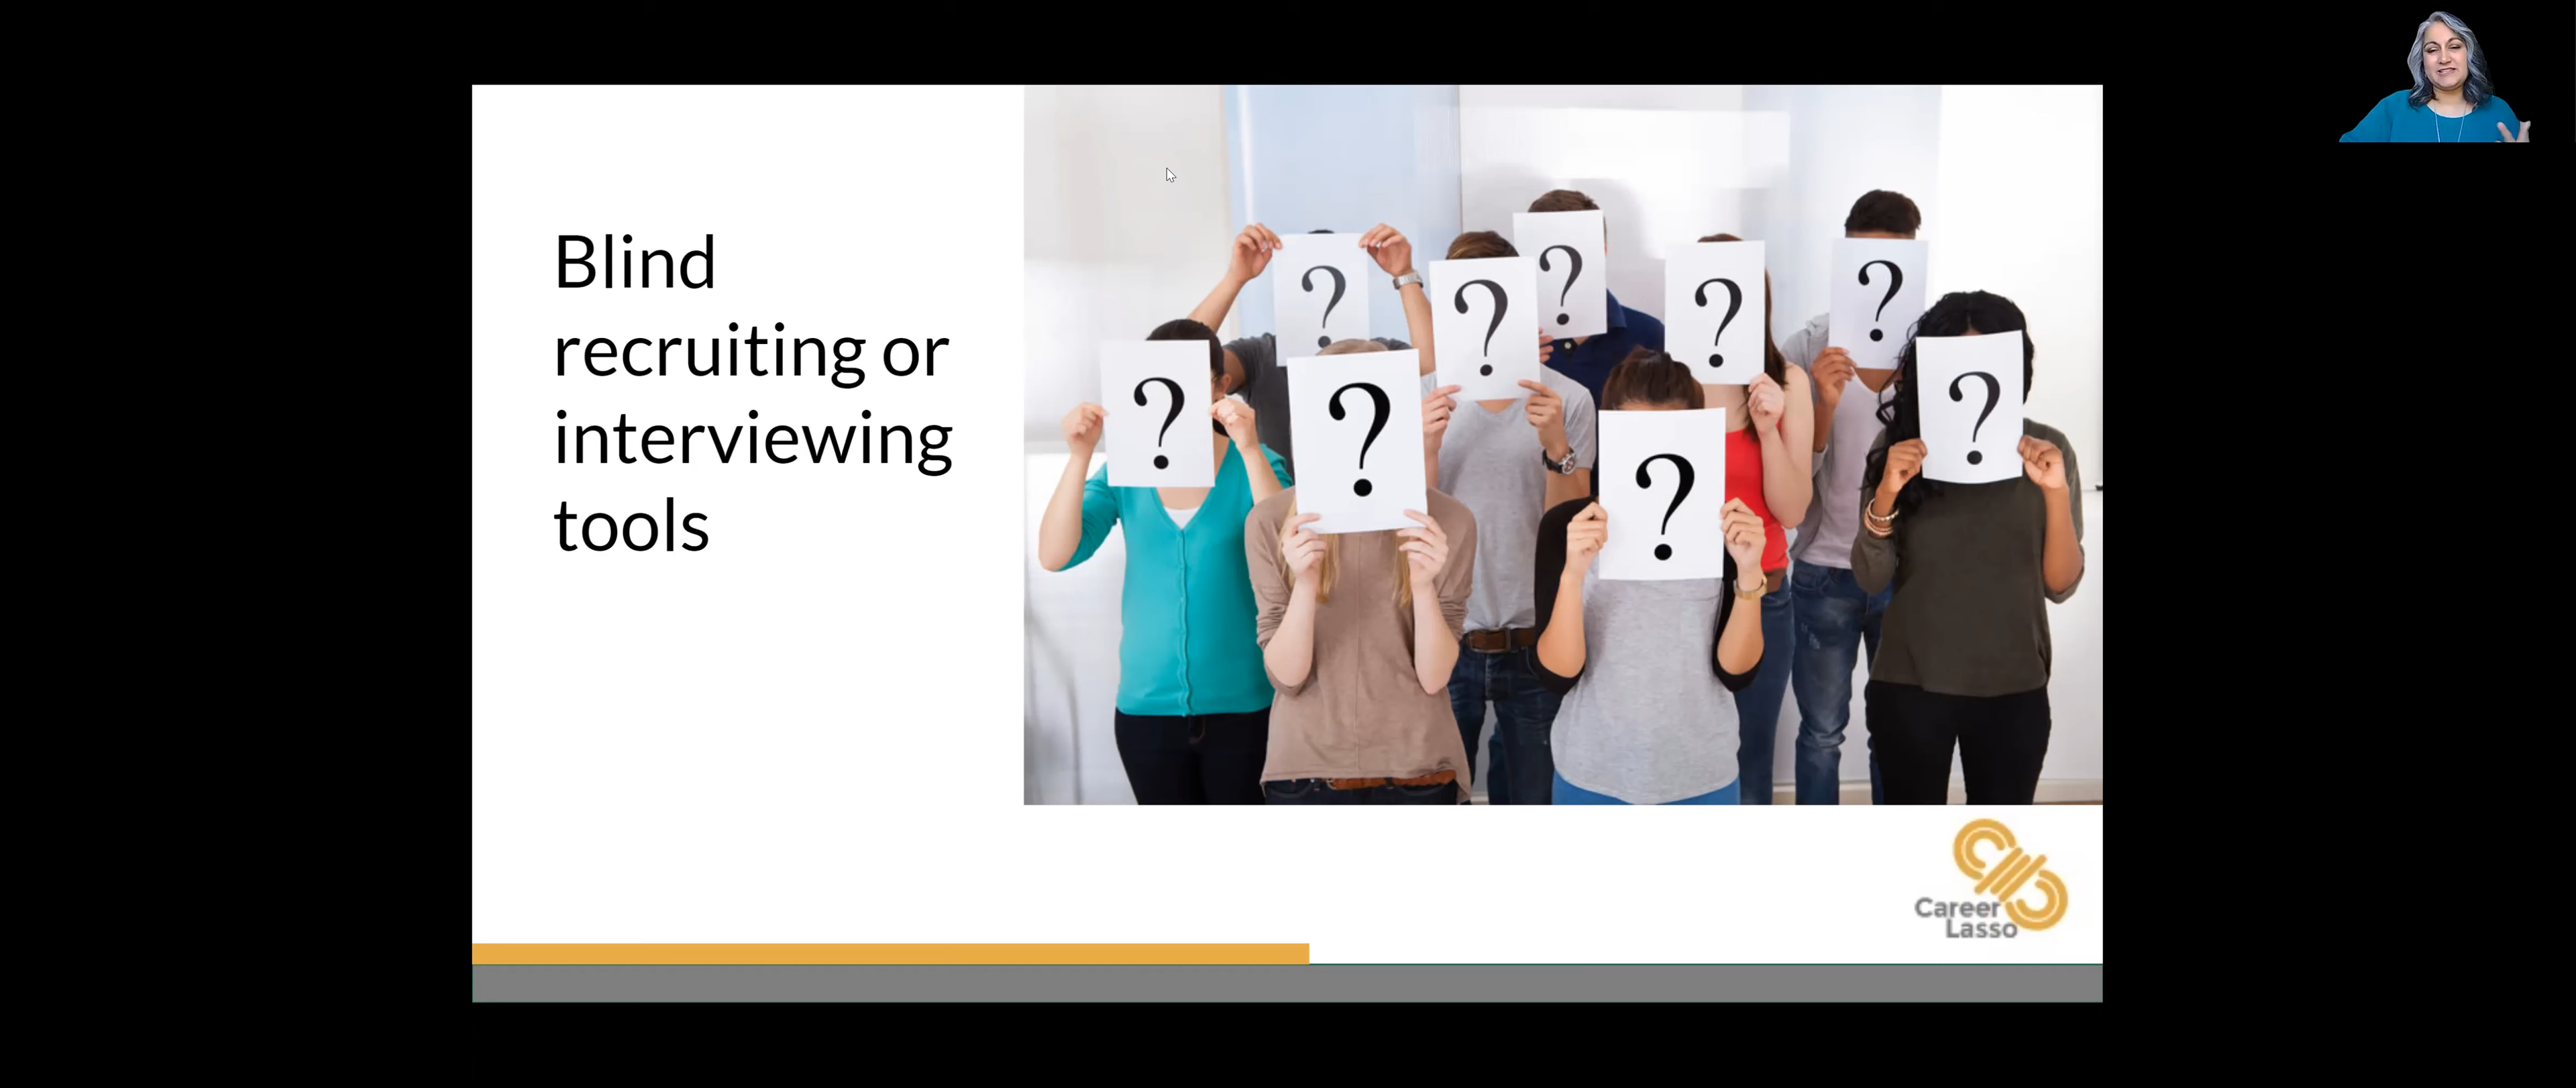 Blind
recruiting or
interviewing
tools
?
?
?
?
?
?
?
?
?
Career
Lasso